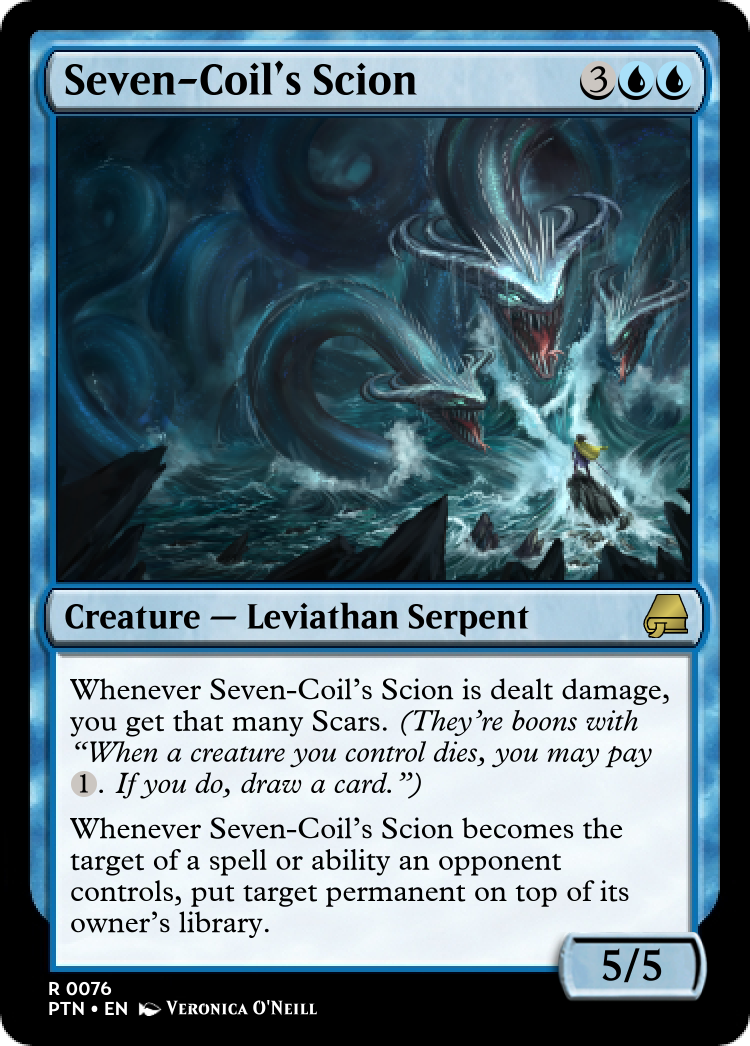 Seven-Coil's Scion 3
Creature — Leviathan Serpent
Whenever Seven-Coil's Scion is dealt damage,
you get that many Scars. (They're boons with
“When a creature you control dies, you may pay
1. If you do, draw a card.”)
Whenever Seven-Coil's Scion becomes the
target of a spell or ability an opponent
controls, put target permanent on top of its
owner's library.
5/5
R 0076
PTN • EN Veronica O'Neill